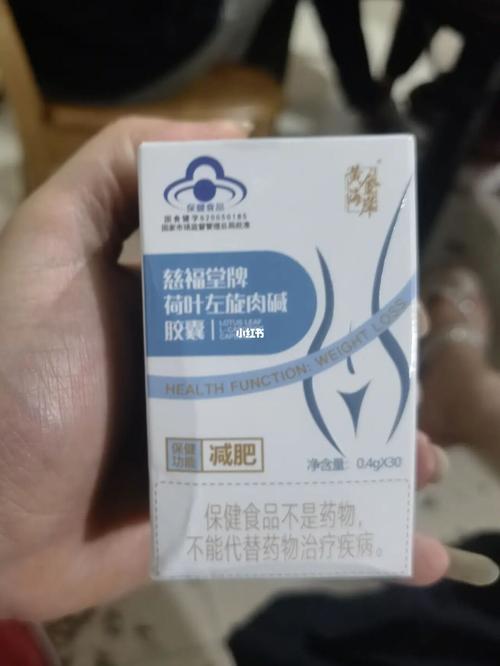 保健食品
国食健字G20050185
国家市场监督管理总局批准
黄海
金岸
慈福堂牌
荷叶左旋肉碱
胶囊
LOTUS LEAF
小红书
HEALTH FUNCTION: WEIGHT LOSS
保健
功能
减肥
净含量: 0.4gX30
保健食品不是药物，
不能代替药物治疗疾病。